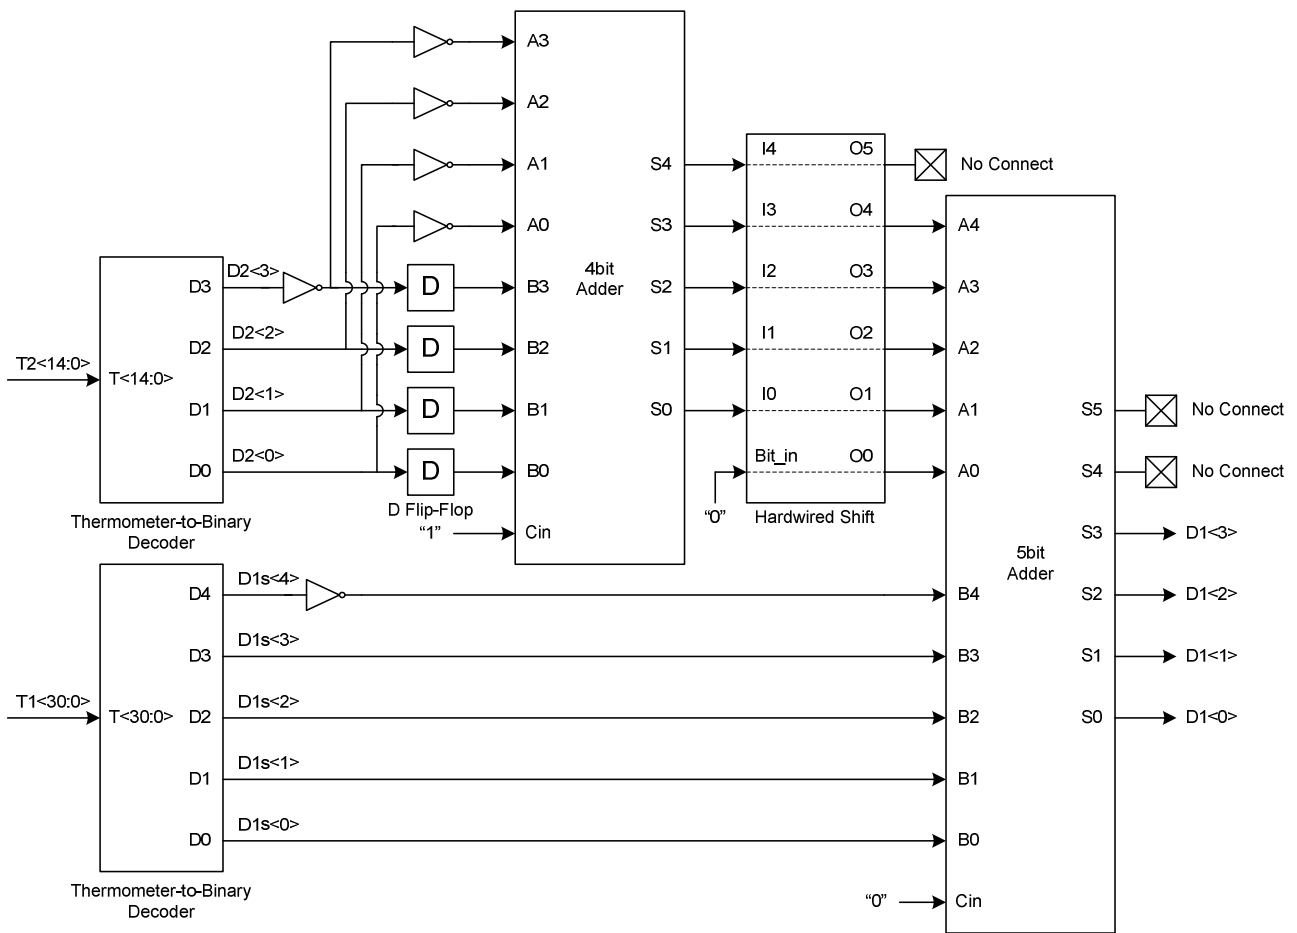 A3
A2
A1
A0
B3
B2
B1
B0
Cin
4bit
Adder
S4
S3
S2
S1
S0
I4 O5
I3 O4
I2 O3
I1 O2
I0 O1
Bit_in O0
"0"
Hardwired Shift
No Connect
T2<14:0>
T<14:0>
D3
D2
D1
D0
D2<3>
D2<2>
D2<1>
D2<0>
Thermometer-to-Binary
Decoder
D
D
D
D
D Flip-Flop
"1"
T1<30:0>
T<30:0>
D4
D3
D2
D1
D0
D1s<4>
D1s<3>
D1s<2>
D1s<1>
D1s<0>
Thermometer-to-Binary
Decoder
A4
A3
A2
A1
A0
5bit
Adder
B4
B3
B2
B1
B0
"0"
Cin
S5
S4
S3
S2
S1
S0
No Connect
No Connect
D1<3>
D1<2>
D1<1>
D1<0>